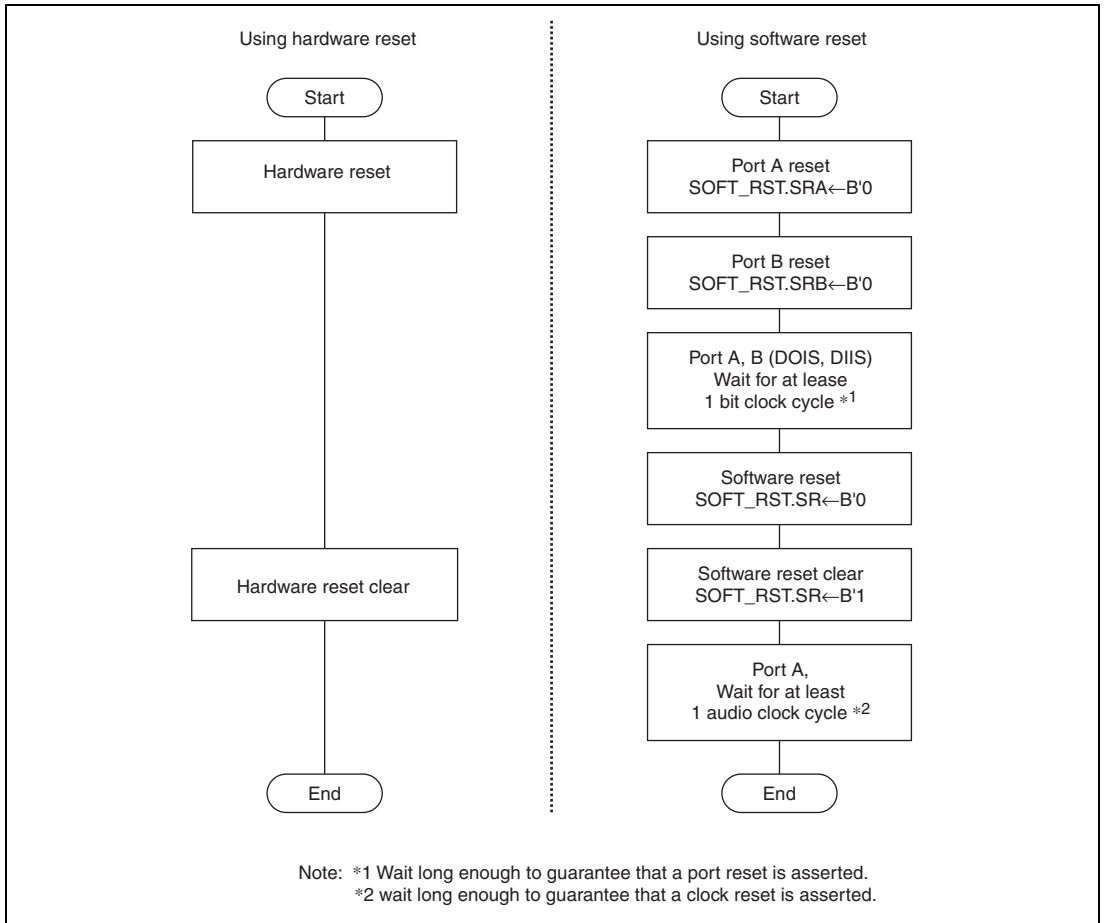 Using hardware reset
Start
Hardware reset
Hardware reset clear
End
Using software reset
Start
Port A reset
SOFT_RST.SRA←B'0
Port B reset
SOFT_RST.SRB←B'0
Port A, B (DOIS, DIIS)
Wait for at lease
1 bit clock cycle *1
Software reset
SOFT_RST.SR←B'0
Software reset clear
SOFT_RST.SR←B'1
Port A,
Wait for at least
1 audio clock cycle *2
End
Note: *1 Wait long enough to guarantee that a port reset is asserted.
*2 wait long enough to guarantee that a clock reset is asserted.